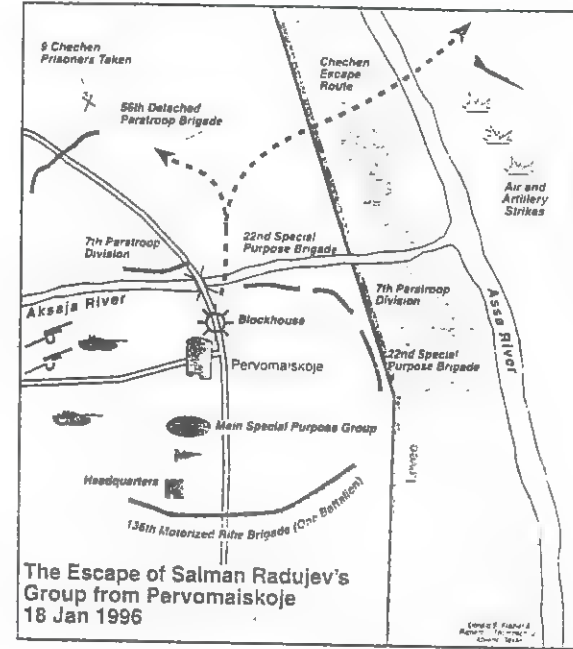 9 Chechen
Prisoners Taken
56th Detached
Paratroop Brigade
Chechen
Escape
Route
Air and
Artillery
Strikes
7th Paratroop
Division
22nd Special
Purpose Brigade
Aksaja River
Blockhouse
7th Paratroop
Division
Assa River
Pervomaiskoje
22nd Special
Purpose Brigade
Main Special Purpose Group
Levee
Headquarters
136th Motorized Rifle Brigade (One Battalion)
The Escape of Salman Radujev's
Group from Pervomaiskoje
18 Jan 1996